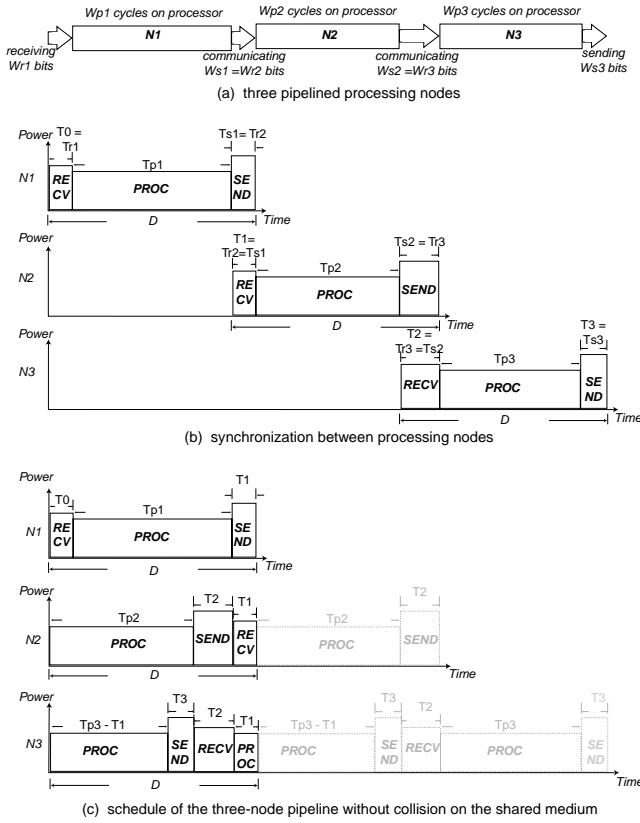 Wp1 cycles on processor
Wp2 cycles on processor
Wp3 cycles on processor
N1
N2
N3
receiving
Wr1 bits
communicating
Ws1 =Wr2 bits
communicating
Ws2 =Wr3 bits
sending
Ws3 bits
(a) three pipelined processing nodes
Power
T0 =
Tr1
Tp1
Ts1= Tr2
N1
RE
CV
PROC
SE
ND
D
Time
Power
T1=
Tr2=Ts1
Tp2
Ts2 = Tr3
N2
RE
CV
PROC
SEND
D
Time
Power
T2 =
Tr3 =Ts2
Tp3
T3 =
Ts3
N3
RECV
PROC
SE
ND
D
Time
(b) synchronization between processing nodes
Power
T0
Tp1
T1
N1
RE
CV
PROC
SE
ND
D
Time
Power
Tp2
T2
T1
Tp2
T2
N2
PROC
SEND
RE
CV
PROC
SEND
D
Time
Power
Tp3 - T1
T3
T2
T1
Tp3 - T1
T3
T2
Tp3
T3
N3
PROC
SE
ND
RECV
PR
OC
PROC
SE
ND
RECV
PROC
SE
ND
D
Time
(c) schedule of the three-node pipeline without collision on the shared medium